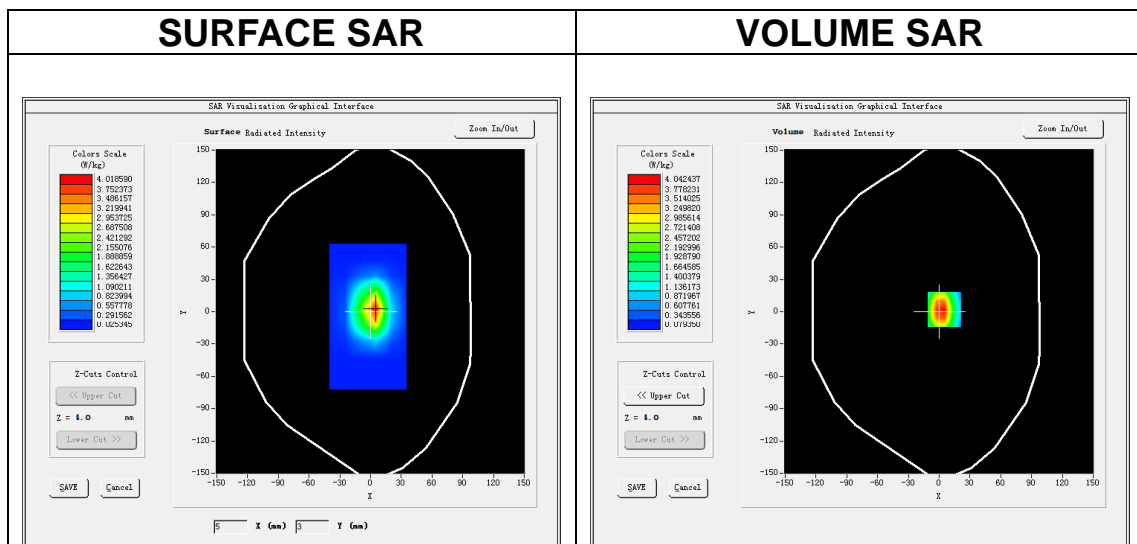 SURFACE SAR
VOLUME SAR
SAR Visualisation Graphical Interface
Surface Radiated Intensity
Zoom In/Out
Colors Scale
(W/kg)
4.018590
3.752373
3.486157
3.219941
2.953725
2.687508
2.421292
2.155076
1.888859
1.622643
1.356427
1.090211
0.823994
0.557778
0.291562
0.025345
150
120
90
60
30
0
-30
-60
-90
-120
-150
Y
-150 -120 -90 -60 -30 0 30 60 90 120 150
X
Z-Cuts Control
<< Upper Cut
Z = 4.0 mm
Lower Cut >>
SAVE Cancel
5 X (mm) 3 Y (mm)
SAR Visualisation Graphical Interface
Volume Radiated Intensity
Zoom In/Out
Colors Scale
(W/kg)
4.042437
3.778231
3.514025
3.249820
2.985614
2.721408
2.457202
2.192996
1.928790
1.664585
1.400379
1.136173
0.871967
0.607761
0.343556
0.079350
150
120
90
60
30
0
-30
-60
-90
-120
-150
Y
-150 -120 -90 -60 -30 0 30 60 90 120 150
X
Z-Cuts Control
<< Upper Cut
Z = 4.0 mm
Lower Cut >>
SAVE Cancel